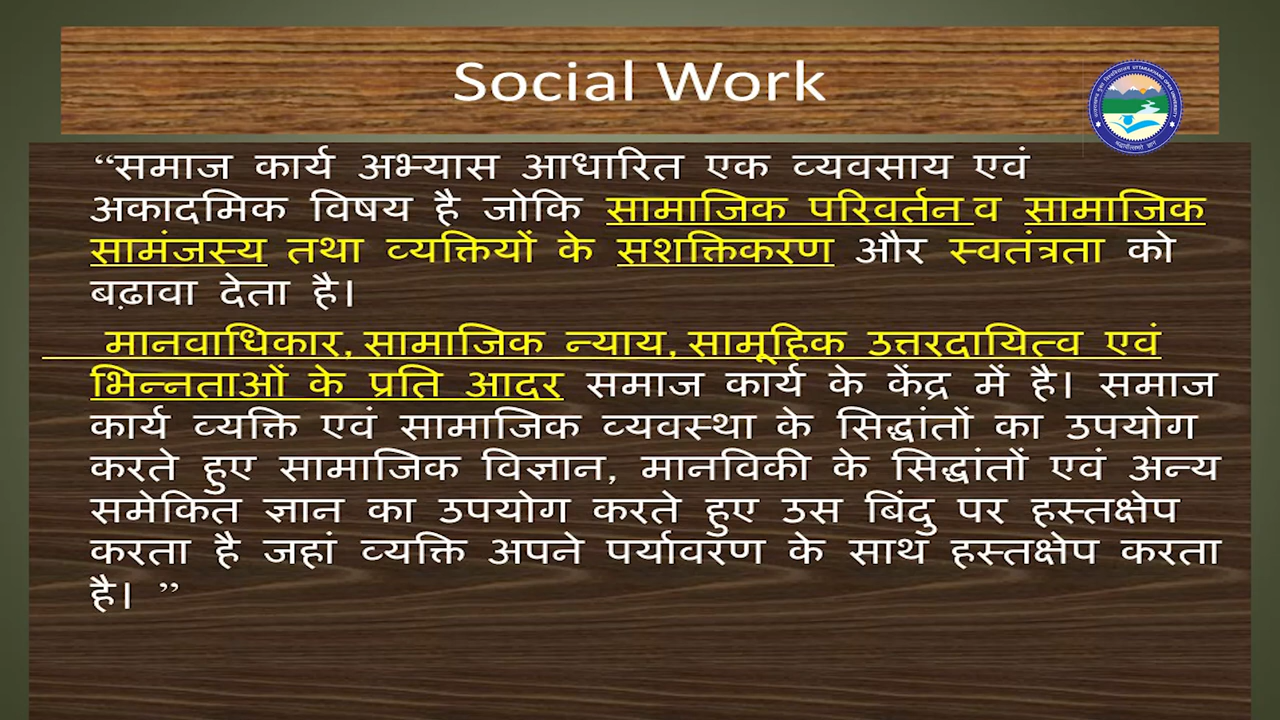 Social Work
“समाज कार्य अभ्यास आधारित एक व्यवसाय एवं
अकादमिक विषय है जोकि सामाजिक परिवर्तन व सामाजिक
सामंजस्य तथा व्यक्तियों के सशक्तिकरण और स्वतंत्रता को
बढ़ावा देता है।
मानवाधिकार, सामाजिक न्याय, सामूहिक उत्तरदायित्व एवं
भिन्नताओं के प्रति आदर समाज कार्य के केंद्र में है। समाज
कार्य व्यक्ति एवं सामाजिक व्यवस्था के सिद्धांतों का उपयोग
करते हुए सामाजिक विज्ञान, मानविकी के सिद्धांतों एवं अन्य
समेकित ज्ञान का उपयोग करते हुए उस बिंदु पर हस्तक्षेप
करता है जहां व्यक्ति अपने पर्यावरण के साथ हस्तक्षेप करता
है। ”